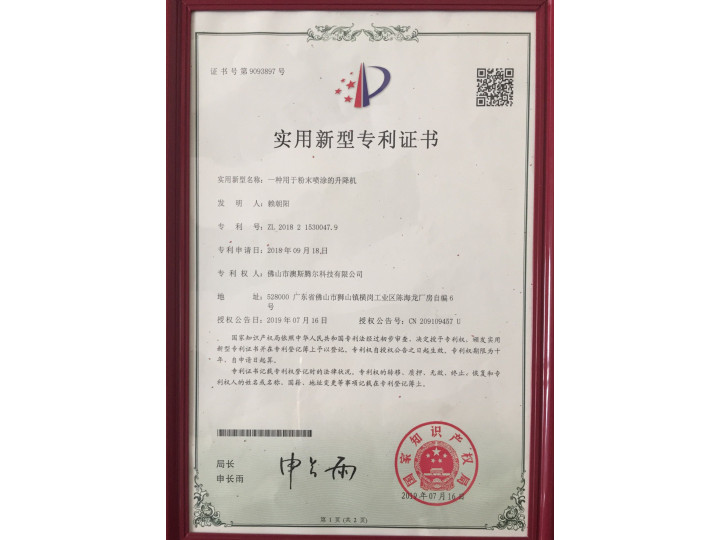 证书号第9093897号
实用新型专利证书
实用新型名称：一种用于粉末喷涂的升降机
发明人：赖朝阳
专利号：ZL 2018 2 1530047.9
专利申请日：2018年09月18日
专利权人：佛山市澳斯腾尔科技有限公司
地址：528000 广东省佛山市狮山镇横岗工业区陈海龙厂房自编6
号
授权公告日：2019年07月16日 授权公告号：CN 209109457 U
国家知识产权局依照中华人民共和国专利法经过初步审查，决定授予专利权，颁发实用
新型专利证书并在专利登记簿上予以登记。专利权自授权公告之日起生效。专利权期限为十
年，自申请日起算。
专利证书记载专利权登记时的法律状况。专利权的转移、质押、无效、终止、恢复和专
利权人的姓名或名称、国籍、地址变更等事项记载在专利登记簿上。
局长
申长雨
申长雨
国家知识产权局
2019年07月16日
第1页(共2页)